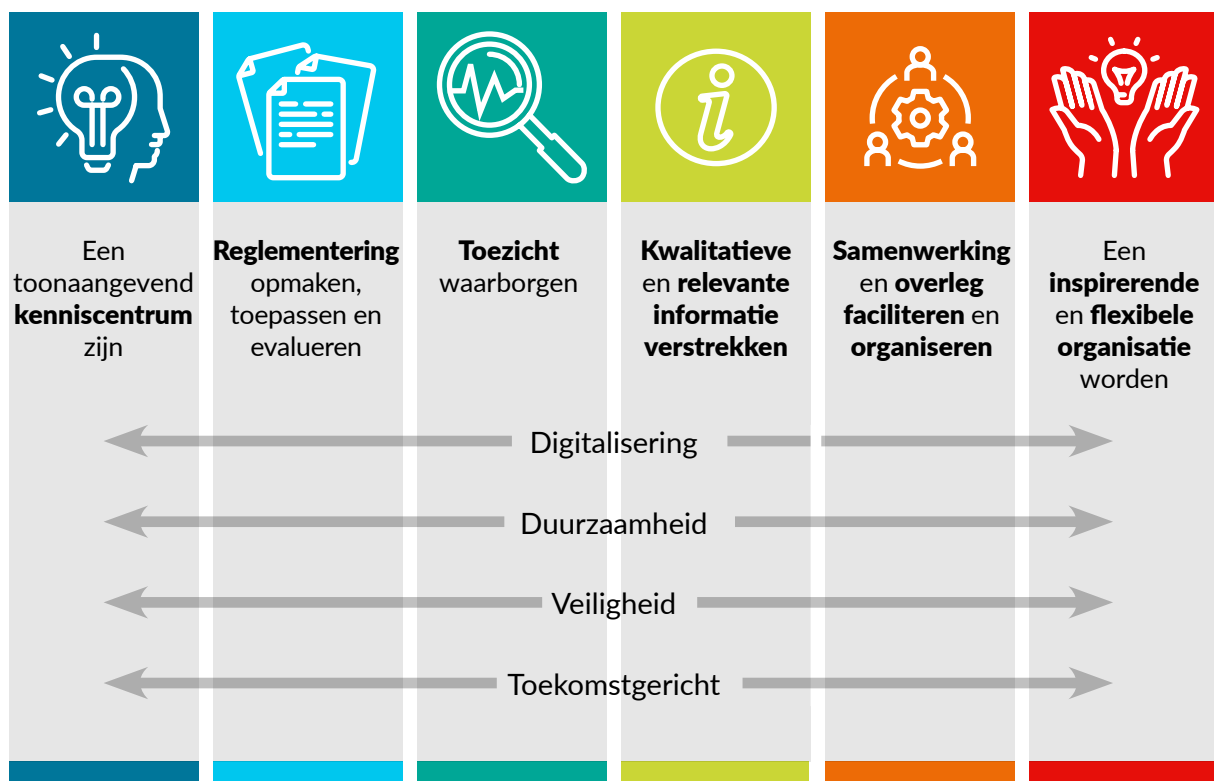 Een
toonaangevend
kenniscentrum
zijn
Reglementering
opmaken,
toepassen en
evalueren
Toezicht
waarborgen
Kwalitatieve
en relevante
informatie
verstrekken
Samenwerking
en overleg
faciliteren en
organiseren
Een
inspirerende
en flexibele
organisatie
worden
Digitalisering
Duurzaamheid
Veiligheid
Toekomstgericht